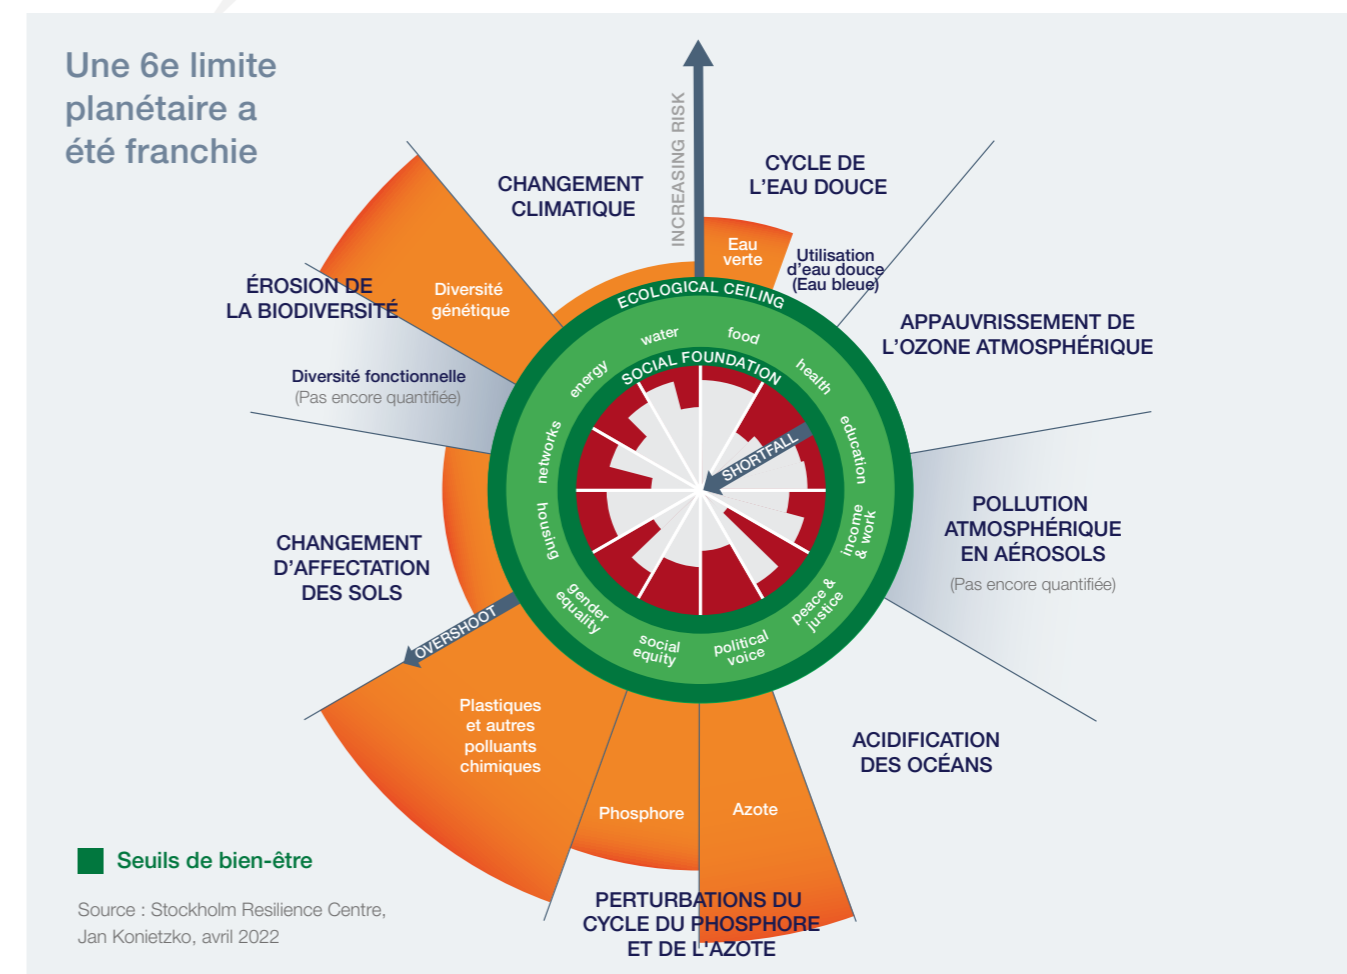 Une 6e limite
planétaire a
été franchie
INCREASING RISK
CHANGEMENT
CLIMATIQUE
CYCLE DE
L'EAU DOUCE
Eau
verte
Utilisation
d'eau douce
(Eau bleue)
APPAUVRISSEMENT DE
L'OZONE ATMOSPHÉRIQUE
ÉROSION DE
LA BIODIVERSITÉ
Diversité
génétique
Diversité fonctionnelle
(Pas encore quantifiée)
ECOLOGICAL CEILING
water
food
health
education
income
& work
peace &
justice
political
voice
social
equity
gender
equality
housing
networks
energy
SOCIAL FOUNDATION
SHORTFALL
POLLUTION
ATMOSPHÉRIQUE
EN AÉROSOLS
(Pas encore quantifiée)
CHANGEMENT
D'AFFECTATION
DES SOLS
OVERSHOOT
Plastiques
et autres
polluants
chimiques
Phosphore
Azote
ACIDIFICATION
DES OCÉANS
PERTURBATIONS DU
CYCLE DU PHOSPHORE
ET DE L'AZOTE
Seuils de bien-être
Source : Stockholm Resilience Centre,
Jan Konietzko, avril 2022